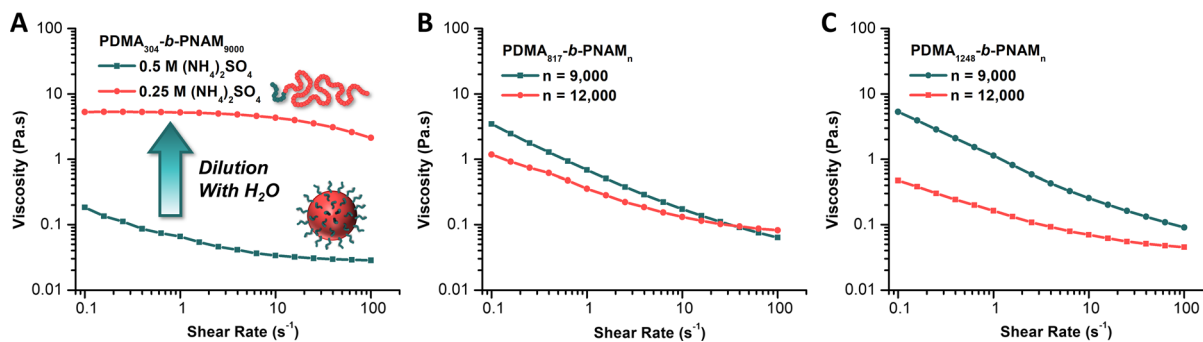 A
PDMA304-b-PNAM9000
0.5 M (NH4)2SO4
0.25 M (NH4)2SO4
Dilution
With H2O
Viscosity (Pa.s)
100
10
1
0.1
0.01
0.1 1 10 100
Shear Rate (s-1)
B
PDMA817-b-PNAMn
n = 9,000
n = 12,000
Viscosity (Pa.s)
100
10
1
0.1
0.01
0.1 1 10 100
Shear Rate (s-1)
C
PDMA1248-b-PNAMn
n = 9,000
n = 12,000
Viscosity (Pa.s)
100
10
1
0.1
0.01
0.1 1 10 100
Shear Rate (s-1)